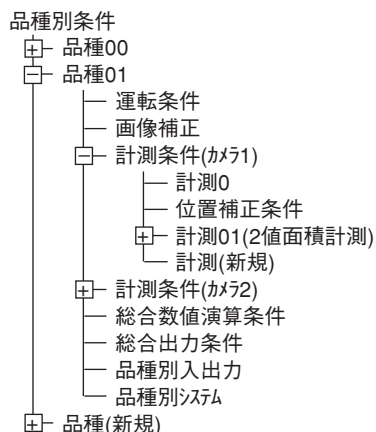 品種別条件
品種00
品種01
運転条件
画像補正
計測条件(ｶﾒﾗ1)
計測0
位置補正条件
計測01(2値面積計測)
計測(新規)
計測条件(ｶﾒﾗ2)
総合数値演算条件
総合出力条件
品種別入出力
品種別ｼｽﾃﾑ
品種(新規)